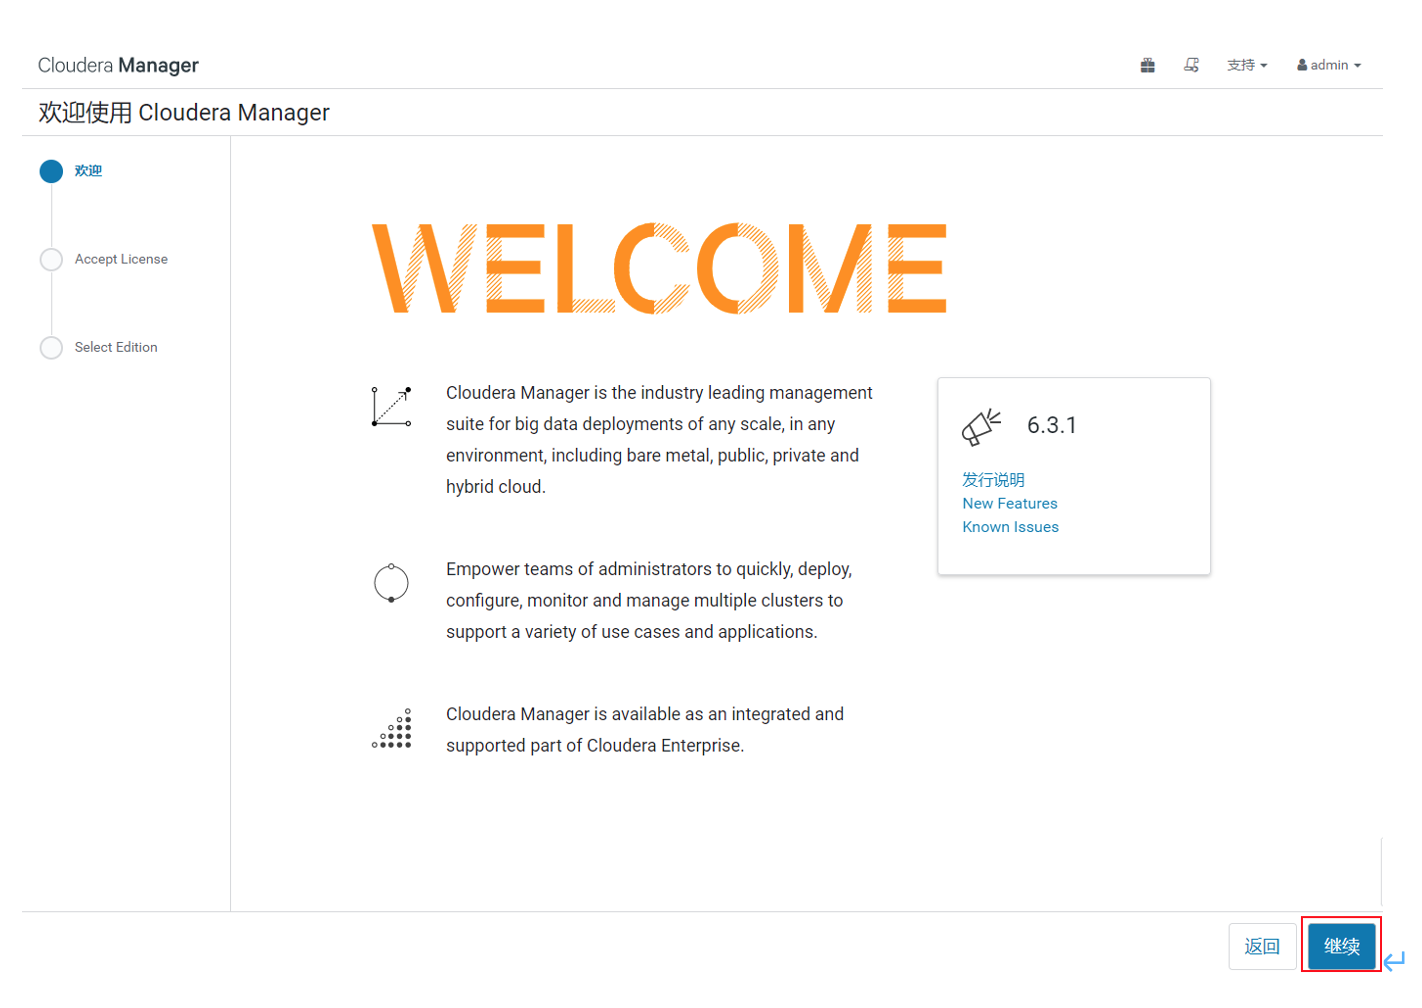 Cloudera Manager
支持
admin
欢迎使用 Cloudera Manager
欢迎
Accept License
Select Edition
WELCOME
Cloudera Manager is the industry leading management
suite for big data deployments of any scale, in any
environment, including bare metal, public, private and
hybrid cloud.
Empower teams of administrators to quickly, deploy,
configure, monitor and manage multiple clusters to
support a variety of use cases and applications.
Cloudera Manager is available as an integrated and
supported part of Cloudera Enterprise.
6.3.1
发行说明
New Features
Known Issues
返回
继续